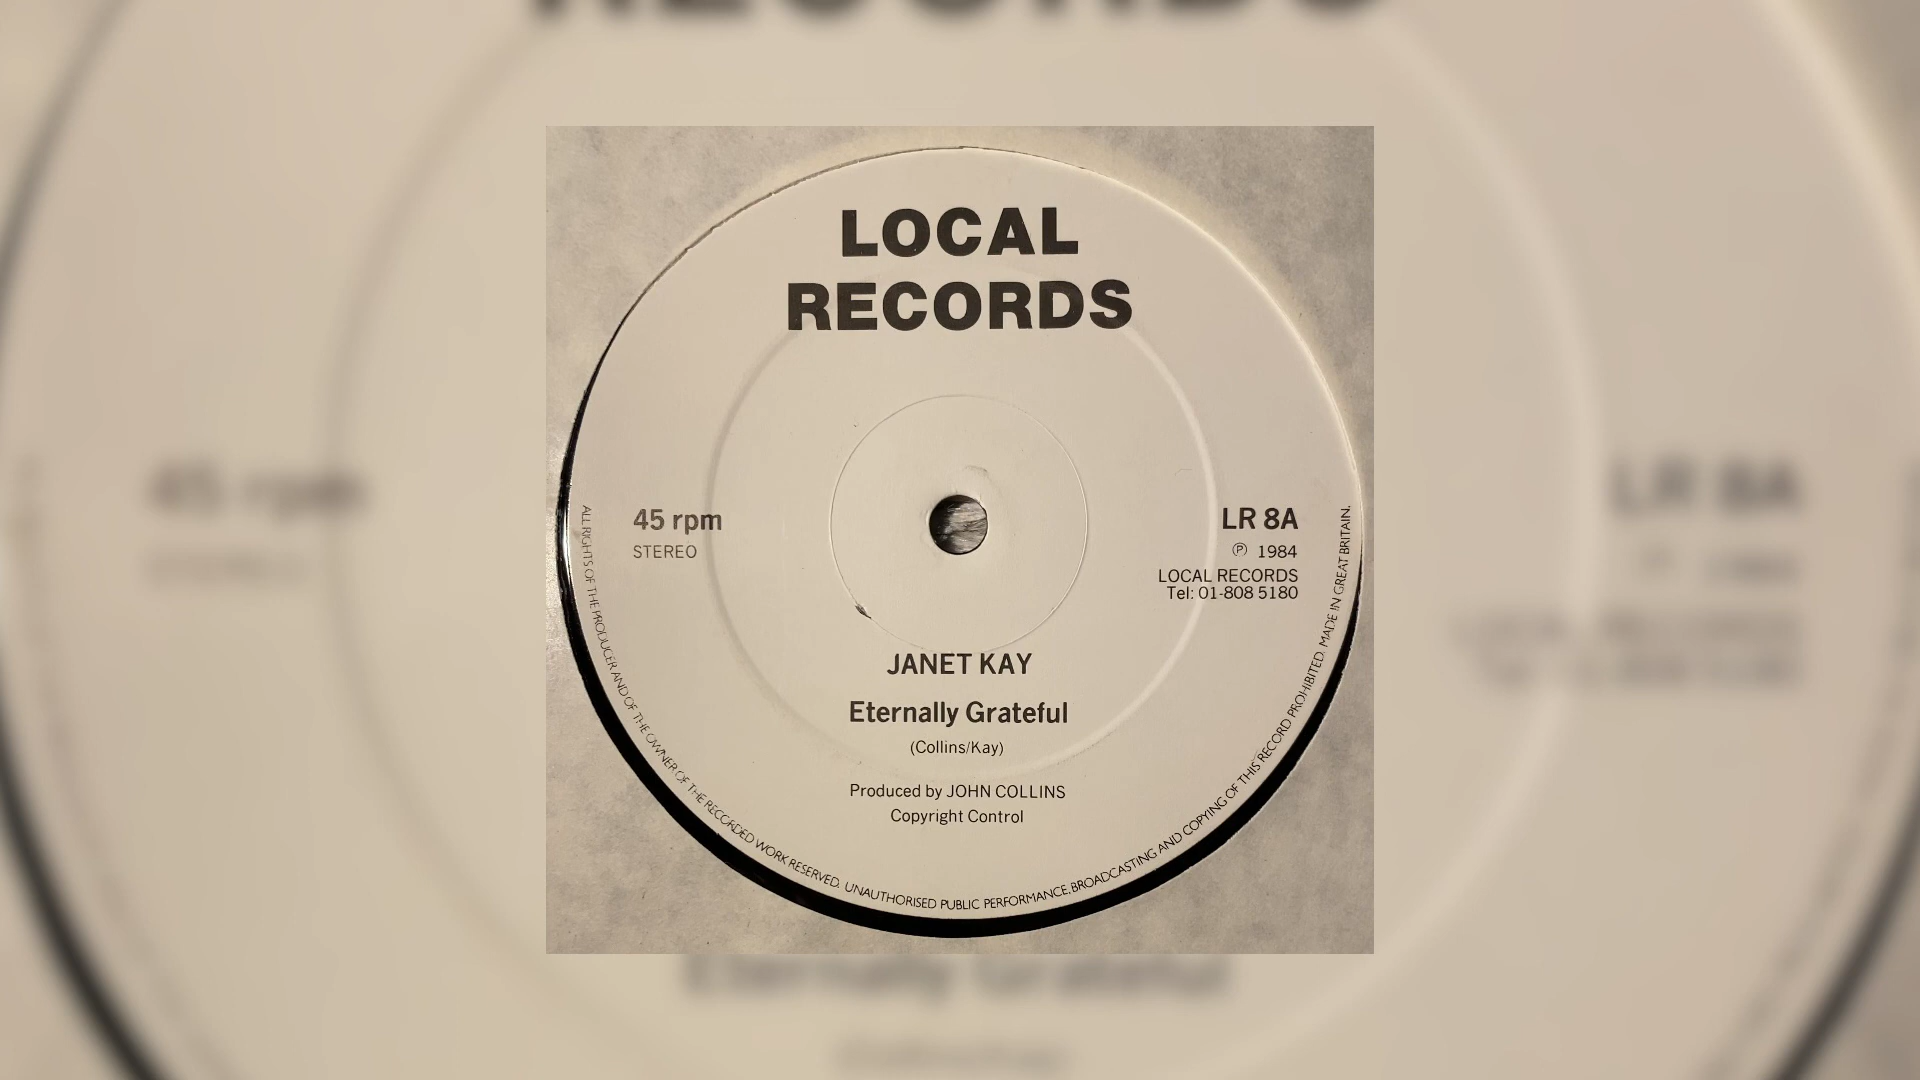 LOCAL
RECORDS
45 rpm
STEREO
LR 8A
Ⓟ 1984
LOCAL RECORDS
Tel: 01-808 5180
JANET KAY
Eternally Grateful
(Collins/Kay)
Produced by JOHN COLLINS
Copyright Control
ALL RIGHTS OF THE PRODUCER AND OF THE OWNER OF THE RECORDED WORK RESERVED. UNAUTHORISED PUBLIC PERFORMANCE, BROADCASTING AND COPYING OF THIS RECORD PROHIBITED. MADE IN GREAT BRITAIN.